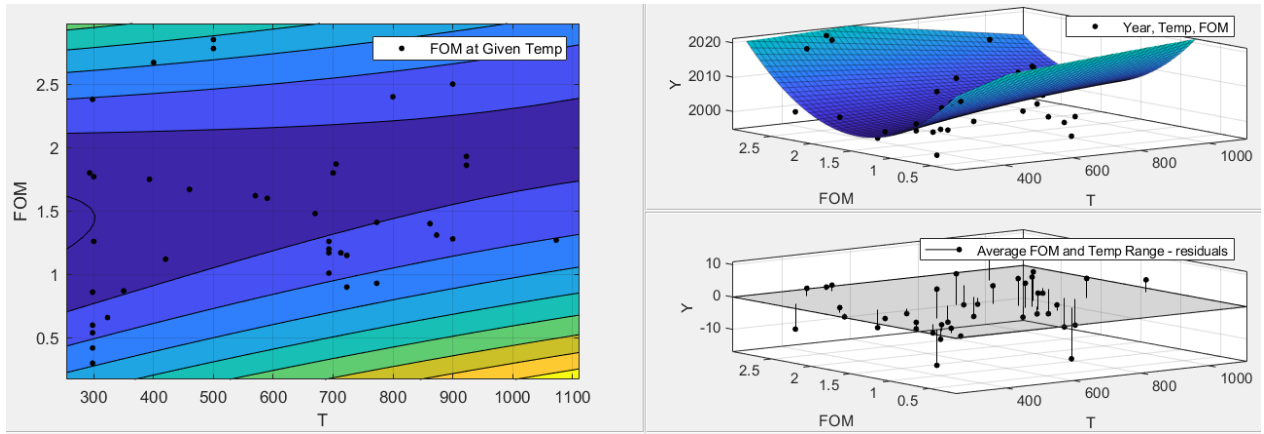 FOM at Given Temp
2.5
2
1.5
1
0.5
FOM
300 400 500 600 700 800 900 1000 1100
T
Year, Temp, FOM
2020
2010
2000
Y
2.5 2 1.5 1 0.5
FOM
400 600 800 1000
T
Average FOM and Temp Range - residuals
10
0
-10
Y
2.5 2 1.5 1 0.5
FOM
400 600 800 1000
T